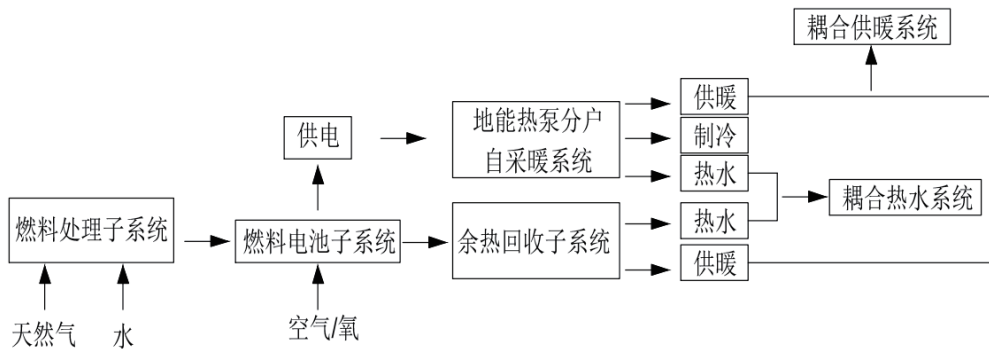 耦合供暖系统
供暖
供电
地能热泵分户
自采暖系统
制冷
热水
燃料处理子系统
燃料电池子系统
余热回收子系统
热水
耦合热水系统
供暖
天然气
水
空气/氧